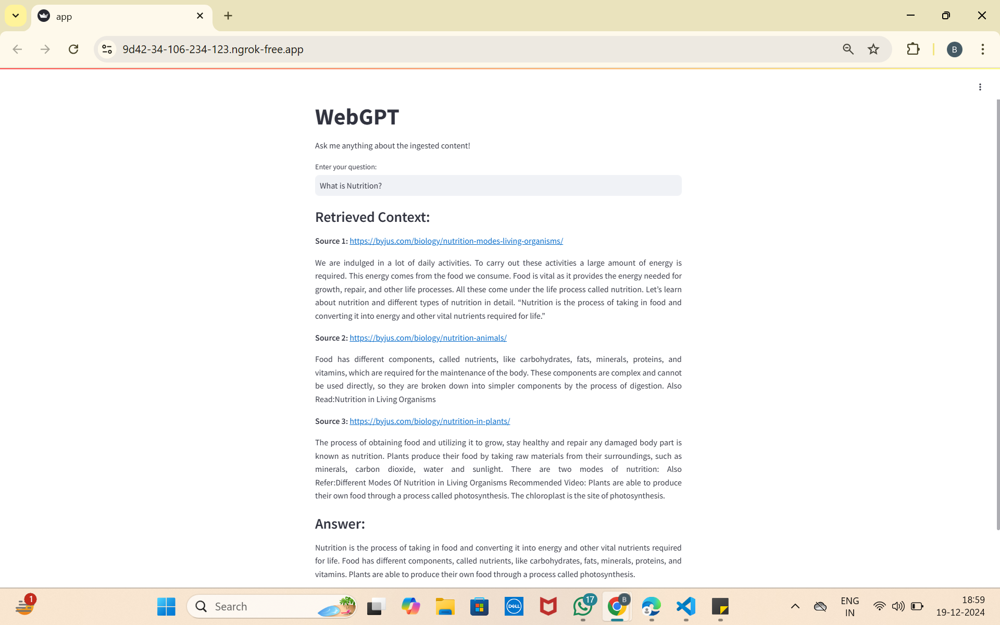 app
9d42-34-106-234-123.ngrok-free.app
B
WebGPT
Ask me anything about the ingested content!
Enter your question:
What is Nutrition?
Retrieved Context:
Source 1: https://byjus.com/biology/nutrition-modes-living-organisms/
We are indulged in a lot of daily activities. To carry out these activities a large amount of energy is
required. This energy comes from the food we consume. Food is vital as it provides the energy needed for
growth, repair, and other life processes. All these come under the life process called nutrition. Let’s learn
about nutrition and different types of nutrition in detail. “Nutrition is the process of taking in food and
converting it into energy and other vital nutrients required for life.”
Source 2: https://byjus.com/biology/nutrition-animals/
Food has different components, called nutrients, like carbohydrates, fats, minerals, proteins, and
vitamins, which are required for the maintenance of the body. These components are complex and cannot
be used directly, so they are broken down into simpler components by the process of digestion. Also
Read:Nutrition in Living Organisms
Source 3: https://byjus.com/biology/nutrition-in-plants/
The process of obtaining food and utilizing it to grow, stay healthy and repair any damaged body part is
known as nutrition. Plants produce their food by taking raw materials from their surroundings, such as
minerals, carbon dioxide, water and sunlight. There are two modes of nutrition: Also
Refer:Different Modes Of Nutrition in Living Organisms Recommended Video: Plants are able to produce
their own food through a process called photosynthesis. The chloroplast is the site of photosynthesis.
Answer:
Nutrition is the process of taking in food and converting it into energy and other vital nutrients required
for life. Food has different components, called nutrients, like carbohydrates, fats, minerals, proteins, and
vitamins. Plants are able to produce their own food through a process called photosynthesis.
1
Search
DELL
17
B
ENG
IN
18:59
19-12-2024